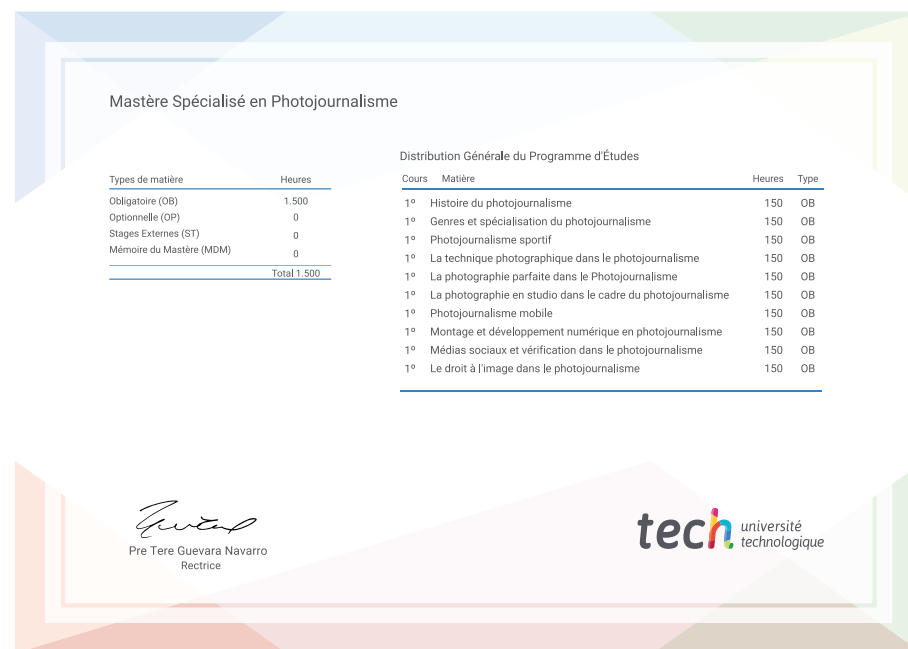 Mastère Spécialisé en Photojournalisme
Types de matière Heures
Obligatoire (OB) 1.500
Optionnelle (OP) 0
Stages Externes (ST) 0
Mémoire du Mastère (MDM) 0
Total 1.500
Distribution Générale du Programme d'Études
Cours Matière Heures Type
1º Histoire du photojournalisme 150 OB
1º Genres et spécialisation du photojournalisme 150 OB
1º Photojournalisme sportif 150 OB
1º La technique photographique dans le photojournalisme 150 OB
1º La photographie parfaite dans le Photojournalisme 150 OB
1º La photographie en studio dans le cadre du photojournalisme 150 OB
1º Photojournalisme mobile 150 OB
1º Montage et développement numérique en photojournalisme 150 OB
1º Médias sociaux et vérification dans le photojournalisme 150 OB
1º Le droit à l'image dans le photojournalisme 150 OB
Pre Tere Guevara Navarro
Rectrice
tech université
technologique